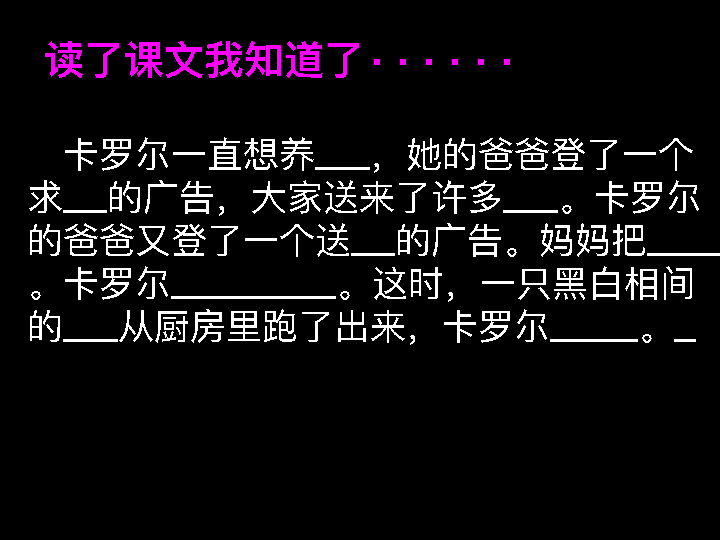 读了课文我知道了······
卡罗尔一直想养___，她的爸爸登了一个
求__的广告，大家送来了许多___。卡罗尔
的爸爸又登了一个送__的广告。妈妈把____
。卡罗尔_________。这时，一只黑白相间
的___从厨房里跑了出来，卡罗尔_____。_